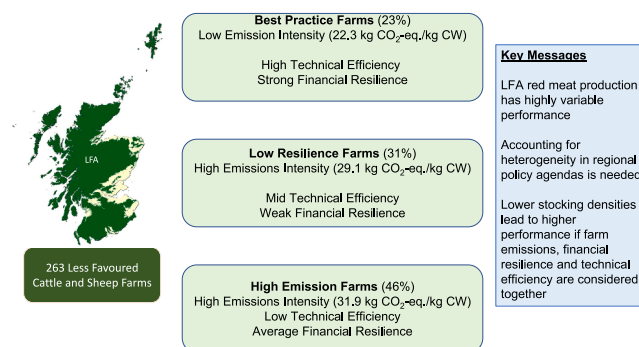 Best Practice Farms (23%)
Low Emission Intensity (22.3 kg CO₂-eq./kg CW)
High Technical Efficiency
Strong Financial Resilience
LFA
263 Less Favoured
Cattle and Sheep Farms
Low Resilience Farms (31%)
High Emissions Intensity (29.1 kg CO₂-eq./kg CW)
Mid Technical Efficiency
Weak Financial Resilience
High Emission Farms (46%)
High Emissions Intensity (31.9 kg CO₂-eq./kg CW)
Low Technical Efficiency
Average Financial Resilience
Key Messages
LFA red meat production
has highly variable
performance
Accounting for
heterogeneity in regional
policy agendas is needed
Lower stocking densities
lead to higher
performance if farm
emissions, financial
resilience and technical
efficiency are considered
together